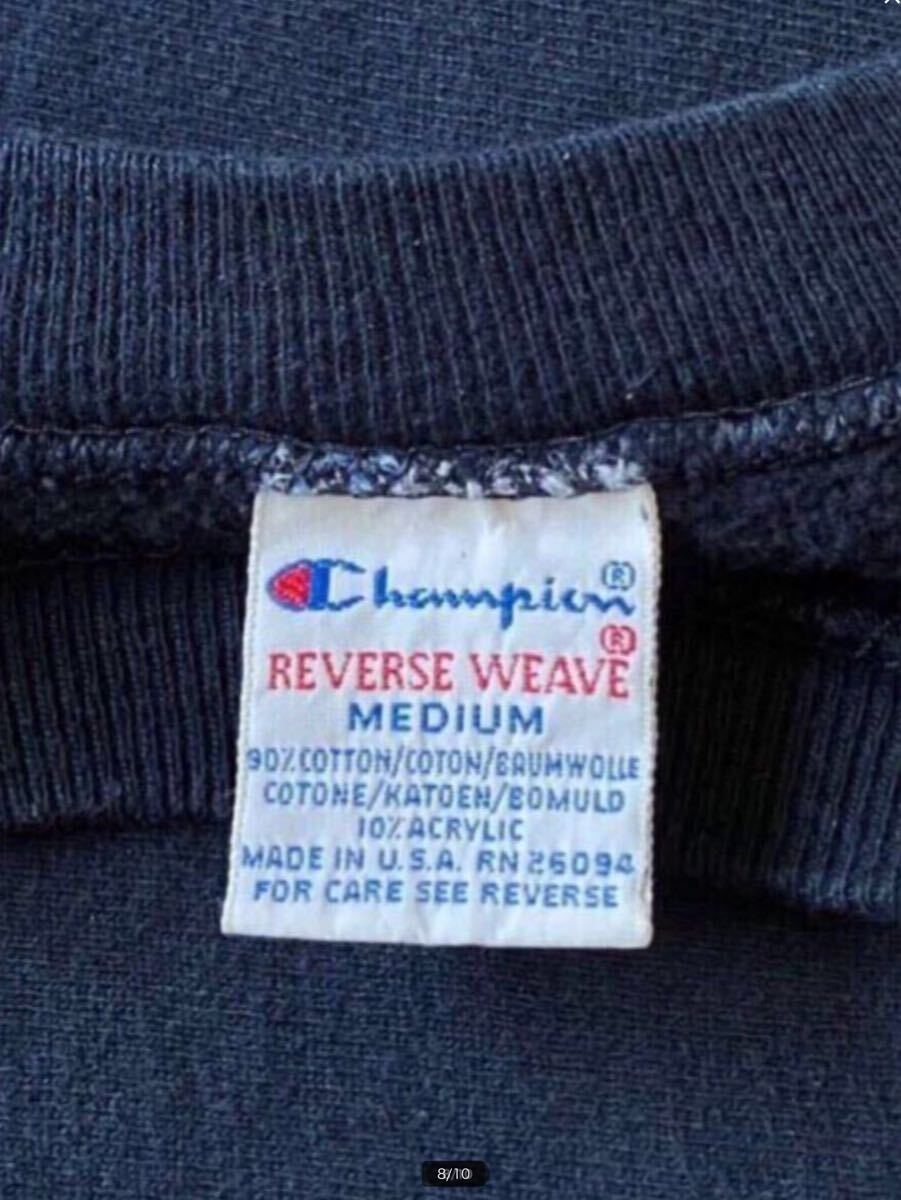 Champion®
REVERSE WEAVE®
MEDIUM
90% COTTON/COTON/BAUMWOLLE
COTONE/KATOEN/BOMULD
10% ACRYLIC
MADE IN U.S.A. RN 26094
FOR CARE SEE REVERSE
8/10